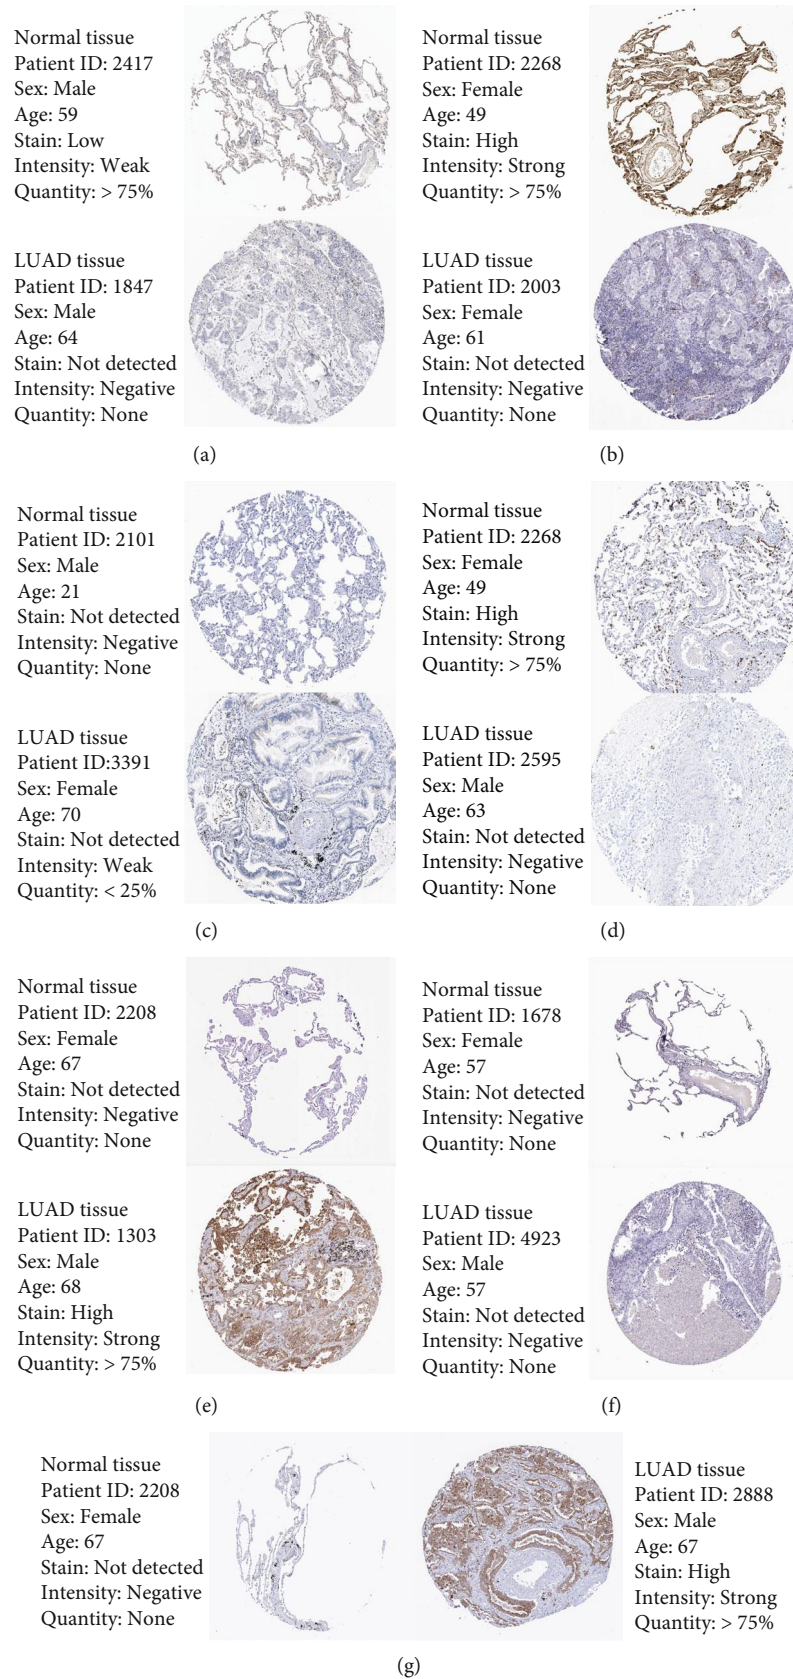 Normal tissue
Patient ID: 2417
Sex: Male
Age: 59
Stain: Low
Intensity: Weak
Quantity: > 75%
LUAD tissue
Patient ID: 1847
Sex: Male
Age: 64
Stain: Not detected
Intensity: Negative
Quantity: None
(a)
Normal tissue
Patient ID: 2268
Sex: Female
Age: 49
Stain: High
Intensity: Strong
Quantity: > 75%
LUAD tissue
Patient ID: 2003
Sex: Female
Age: 61
Stain: Not detected
Intensity: Negative
Quantity: None
(b)
Normal tissue
Patient ID: 2101
Sex: Male
Age: 21
Stain: Not detected
Intensity: Negative
Quantity: None
LUAD tissue
Patient ID:3391
Sex: Female
Age: 70
Stain: Not detected
Intensity: Weak
Quantity: < 25%
(c)
Normal tissue
Patient ID: 2268
Sex: Female
Age: 49
Stain: High
Intensity: Strong
Quantity: > 75%
LUAD tissue
Patient ID: 2595
Sex: Male
Age: 63
Stain: Not detected
Intensity: Negative
Quantity: None
(d)
Normal tissue
Patient ID: 2208
Sex: Female
Age: 67
Stain: Not detected
Intensity: Negative
Quantity: None
LUAD tissue
Patient ID: 1303
Sex: Male
Age: 68
Stain: High
Intensity: Strong
Quantity: > 75%
(e)
Normal tissue
Patient ID: 1678
Sex: Female
Age: 57
Stain: Not detected
Intensity: Negative
Quantity: None
LUAD tissue
Patient ID: 4923
Sex: Male
Age: 57
Stain: Not detected
Intensity: Negative
Quantity: None
(f)
Normal tissue
Patient ID: 2208
Sex: Female
Age: 67
Stain: Not detected
Intensity: Negative
Quantity: None
LUAD tissue
Patient ID: 2888
Sex: Male
Age: 67
Stain: High
Intensity: Strong
Quantity: > 75%
(g)